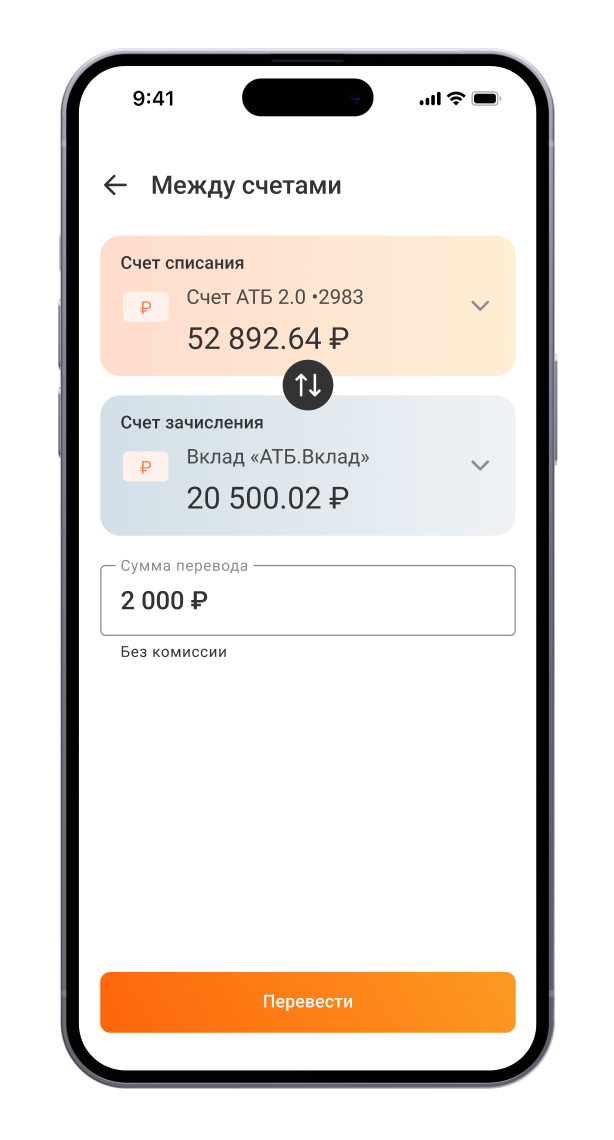 9:41
Между счетами
Счет списания
₽
Счет АТБ 2.0 •2983
52 892.64 ₽
Счет зачисления
₽
Вклад «АТБ.Вклад»
20 500.02 ₽
Сумма перевода
2 000 ₽
Без комиссии
Перевести